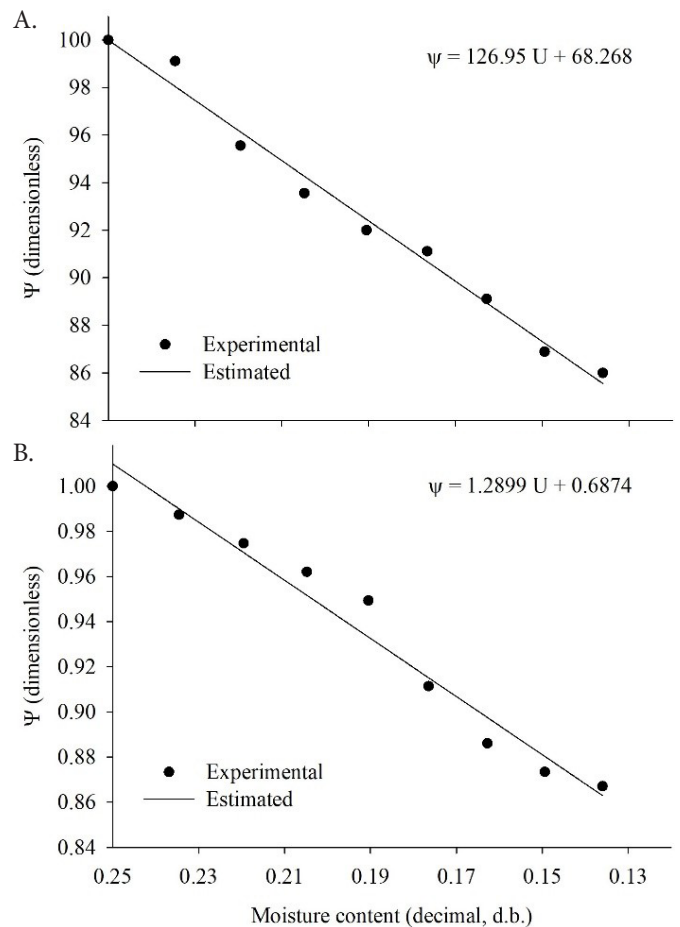 A.
ψ = 126.95 U + 68.268
100
98
96
94
92
90
88
86
84
Ψ (dimensionless)
Experimental
Estimated
B.
ψ = 1.2899 U + 0.6874
1.00
0.98
0.96
0.94
0.92
0.90
0.88
0.86
0.84
Ψ (dimensionless)
Experimental
Estimated
0.25 0.23 0.21 0.19 0.17 0.15 0.13
Moisture content (decimal, d.b.)